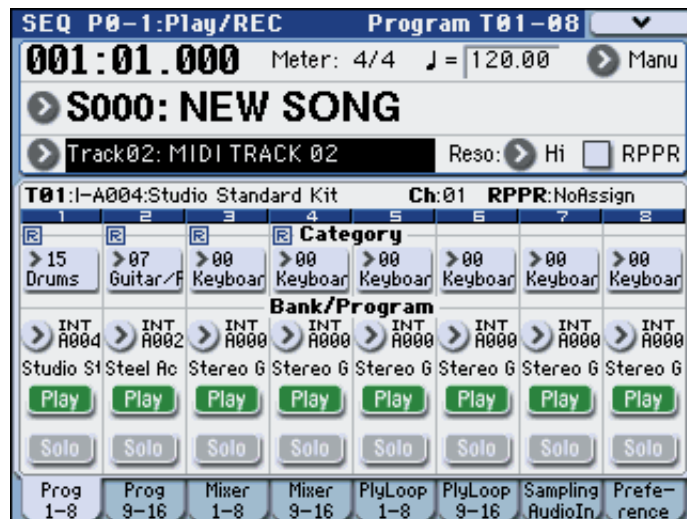 SEQ P0-1:Play/REC Program T01-08
001:01.000 Meter: 4/4 ♩= 120.00 Manu
S000: NEW SONG
Track02: MIDI TRACK 02 Reso: Hi RPPR
T01:I-A004:Studio Standard Kit Ch:01 RPPR:NoAssign
1 2 3 4 5 6 7 8
R R R R Category
15 07 00 00 00 00 00 00
Drums Guitar/F Keyboar Keyboar Keyboar Keyboar Keyboar Keyboar
Bank/Program
INT INT INT INT INT INT INT INT
A004 A002 A000 A000 A000 A000 A000 A000
Studio St Steel Ac Stereo G Stereo G Stereo G Stereo G Stereo G Stereo G
Play Play Play Play Play Play Play Play
Solo Solo Solo Solo Solo Solo Solo Solo
Prog Prog Mixer Mixer PlyLoop PlyLoop Sampling Prefe-
1-8 9-16 1-8 9-16 1-8 9-16 AudioIn rence